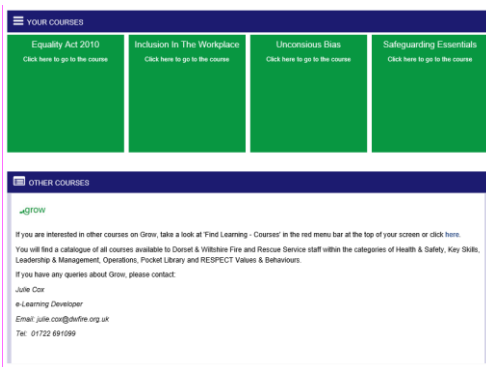 YOUR COURSES
Equality Act 2010
Click here to go to the course
Inclusion In The Workplace
Click here to go to the course
Unconsious Bias
Click here to go to the course
Safeguarding Essentials
Click here to go to the course
OTHER COURSES
grow
If you are interested in other courses on Grow, take a look at 'Find Learning - Courses' in the red menu bar at the top of your screen or click here.
You will find a catalogue of all courses available to Dorset & Wiltshire Fire and Rescue Service staff within the categories of Health & Safety, Key Skills,
Leadership & Management, Operations, Pocket Library and RESPECT Values & Behaviours.
If you have any queries about Grow, please contact:
Julie Cox
e-Learning Developer
Email: julie.cox@dwfire.org.uk
Tel: 01722 691099